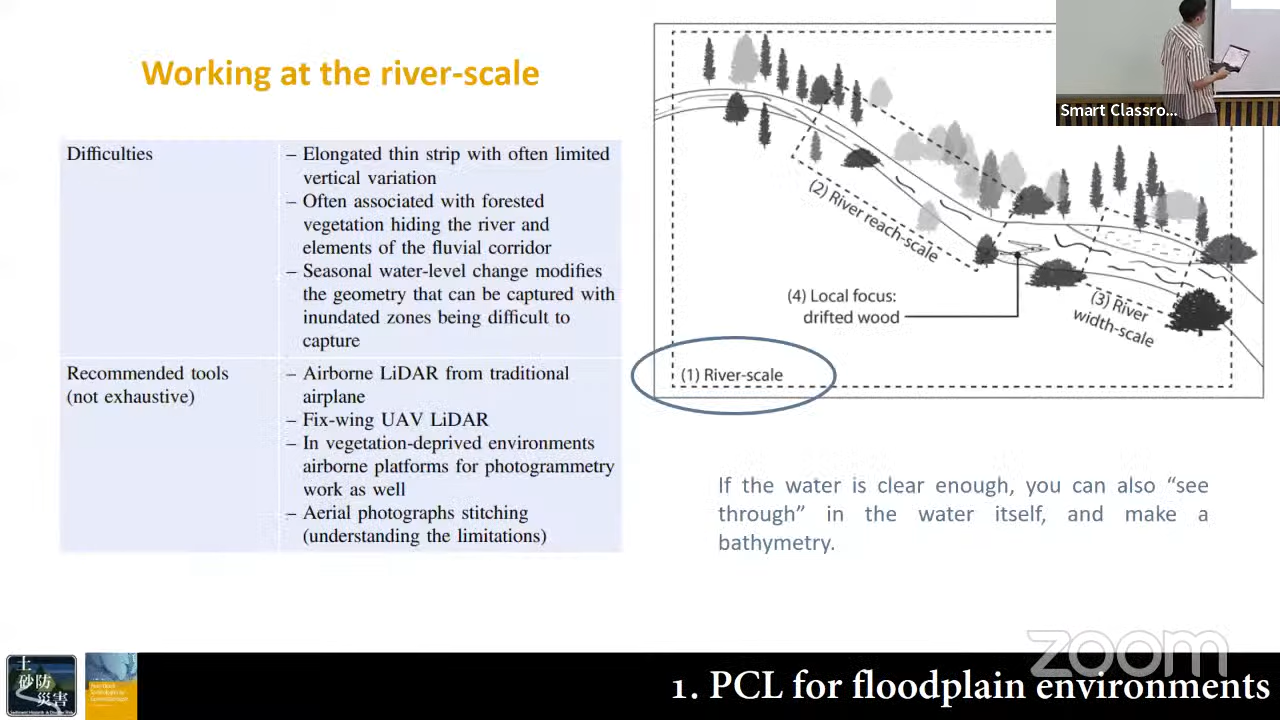 Working at the river-scale
Difficulties
– Elongated thin strip with often limited
vertical variation
– Often associated with forested
vegetation hiding the river and
elements of the fluvial corridor
– Seasonal water-level change modifies
the geometry that can be captured with
inundated zones being difficult to
capture
Recommended tools
(not exhaustive)
– Airborne LiDAR from traditional
airplane
– Fix-wing UAV LiDAR
– In vegetation-deprived environments
airborne platforms for photogrammetry
work as well
– Aerial photographs stitching
(understanding the limitations)
(2) River reach-scale
(4) Local focus:
drifted wood
(3) River
width-scale
(1) River-scale
Smart Classro...
If the water is clear enough, you can also “see
through” in the water itself, and make a
bathymetry.
zoom
土
砂防
災害
1. PCL for floodplain environments